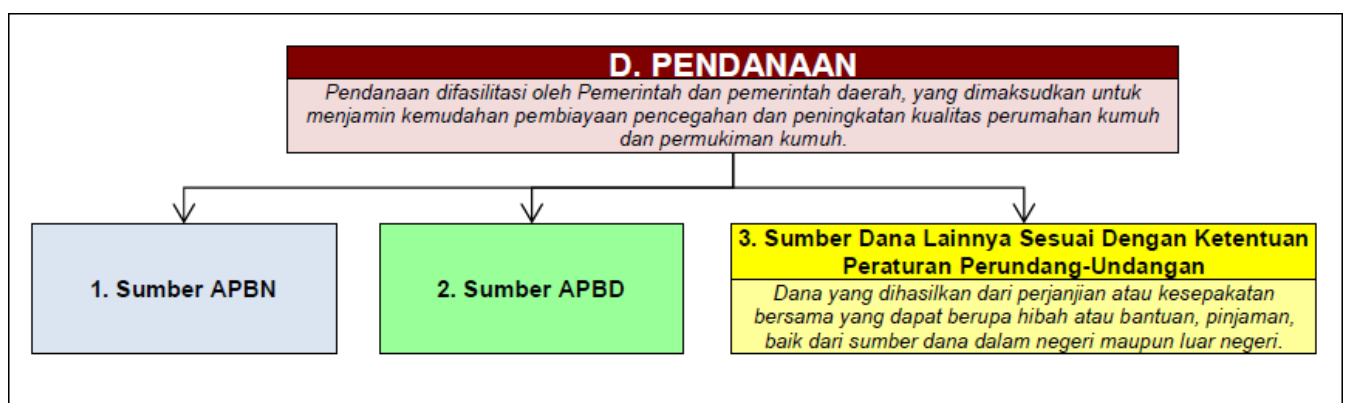 D. PENDANAAN
Pendanaan difasilitasi oleh Pemerintah dan pemerintah daerah, yang dimaksudkan untuk
menjamin kemudahan pembiayaan pencegahan dan peningkatan kualitas perumahan kumuh
dan permukiman kumuh.
1. Sumber APBN
2. Sumber APBD
3. Sumber Dana Lainnya Sesuai Dengan Ketentuan
Peraturan Perundang-Undangan
Dana yang dihasilkan dari perjanjian atau kesepakatan
bersama yang dapat berupa hibah atau bantuan, pinjaman,
baik dari sumber dana dalam negeri maupun luar negeri.